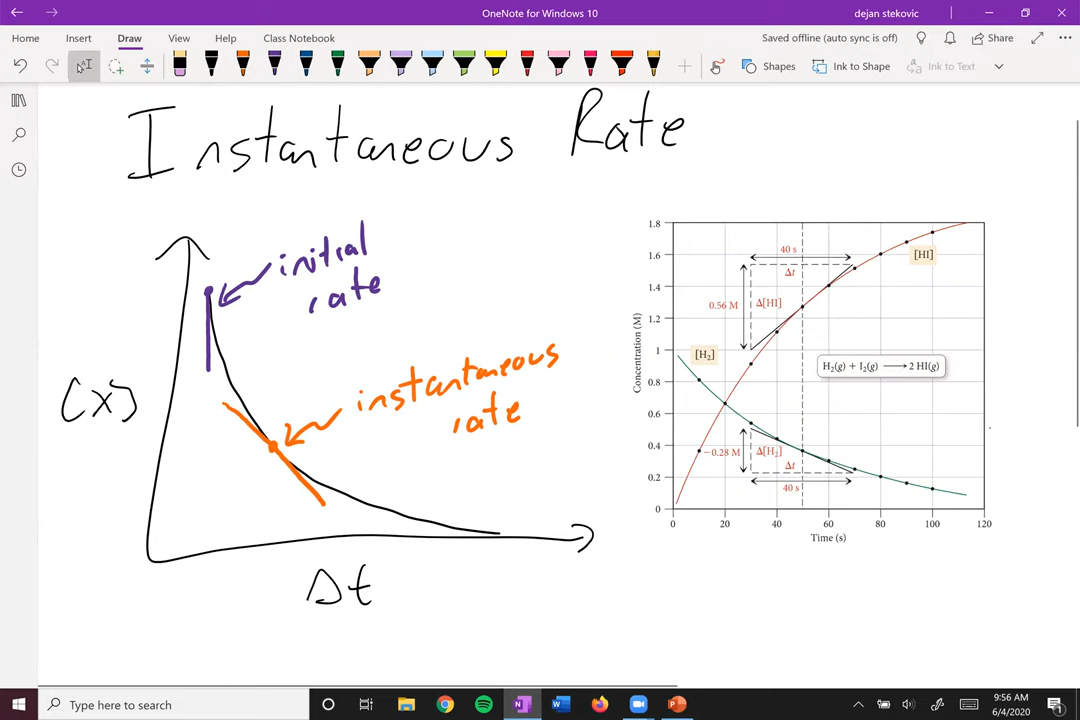 OneNote for Windows 10
dejan stekovic
Home Insert Draw View Help Class Notebook
Saved offline (auto sync is off)
Share
Shapes
Ink to Shape
Ink to Text
Instantaneous Rate
initial
rate
[x]
instantaneous
rate
Δt
1.8
1.6
1.4
1.2
1
0.8
0.6
0.4
0.2
0
Concentration (M)
40 s
Δt
[HI]
0.56 M
Δ[HI]
[H₂]
H₂(g) + I₂(g) ⟶ 2 HI(g)
−0.28 M
Δ[H₂]
Δt
40 s
0 20 40 60 80 100 120
Time (s)
Type here to search
9:56 AM
6/4/2020
1